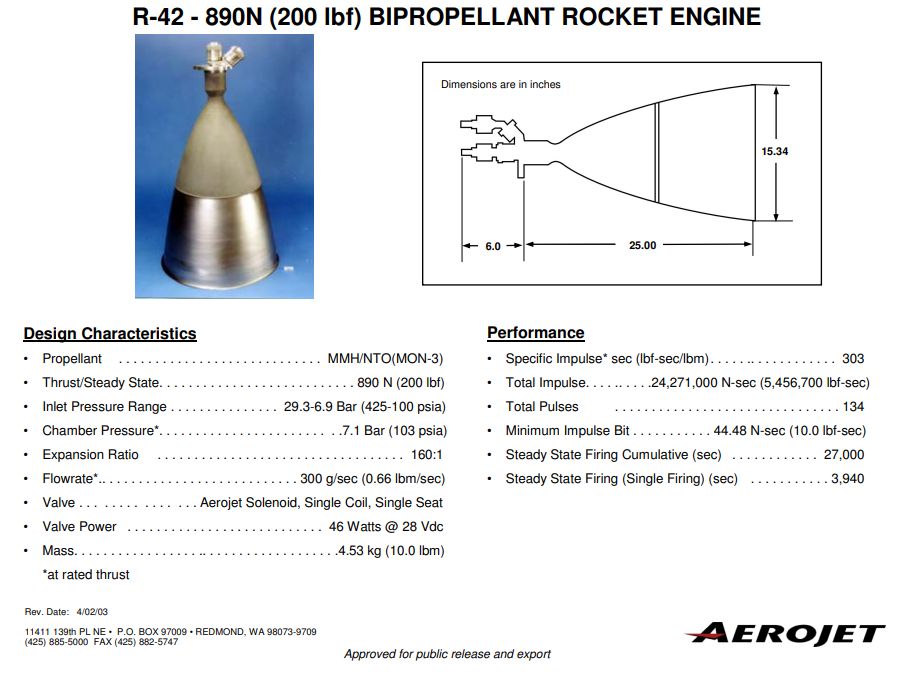 R-42 - 890N (200 lbf) BIPROPELLANT ROCKET ENGINE
Dimensions are in inches
15.34
6.0
25.00
Design Characteristics
• Propellant . . . . . . . . . . . . . . . . . . . . . . . . . . . . MMH/NTO(MON-3)
• Thrust/Steady State. . . . . . . . . . . . . . . . . . . . . . . . . . . 890 N (200 lbf)
• Inlet Pressure Range . . . . . . . . . . . . . . . 29.3-6.9 Bar (425-100 psia)
• Chamber Pressure*. . . . . . . . . . . . . . . . . . . . . . . . . .7.1 Bar (103 psia)
• Expansion Ratio . . . . . . . . . . . . . . . . . . . . . . . . . . . . . . . . . . 160:1
• Flowrate*.. . . . . . . . . . . . . . . . . . . . . . . . . . . 300 g/sec (0.66 lbm/sec)
• Valve . . . . . . . . . . . . . . . . Aerojet Solenoid, Single Coil, Single Seat
• Valve Power . . . . . . . . . . . . . . . . . . . . . . . . . . . 46 Watts @ 28 Vdc
• Mass. . . . . . . . . . . . . . . . . . . . . . . . . . . . . . . . . . . . .4.53 kg (10.0 lbm)
*at rated thrust
Performance
• Specific Impulse* sec (lbf-sec/lbm) . . . . . . . . . . . . . . . . . . 303
• Total Impulse. . . . . . . . . .24,271,000 N-sec (5,456,700 lbf-sec)
• Total Pulses . . . . . . . . . . . . . . . . . . . . . . . . . . . . . . . 134
• Minimum Impulse Bit . . . . . . . . . . . 44.48 N-sec (10.0 lbf-sec)
• Steady State Firing Cumulative (sec) . . . . . . . . . . . . 27,000
• Steady State Firing (Single Firing) (sec) . . . . . . . . . . . 3,940
Rev. Date: 4/02/03
11411 139th PL NE • P.O. BOX 97009 • REDMOND, WA 98073-9709
(425) 885-5000 FAX (425) 882-5747
AEROJET
Approved for public release and export